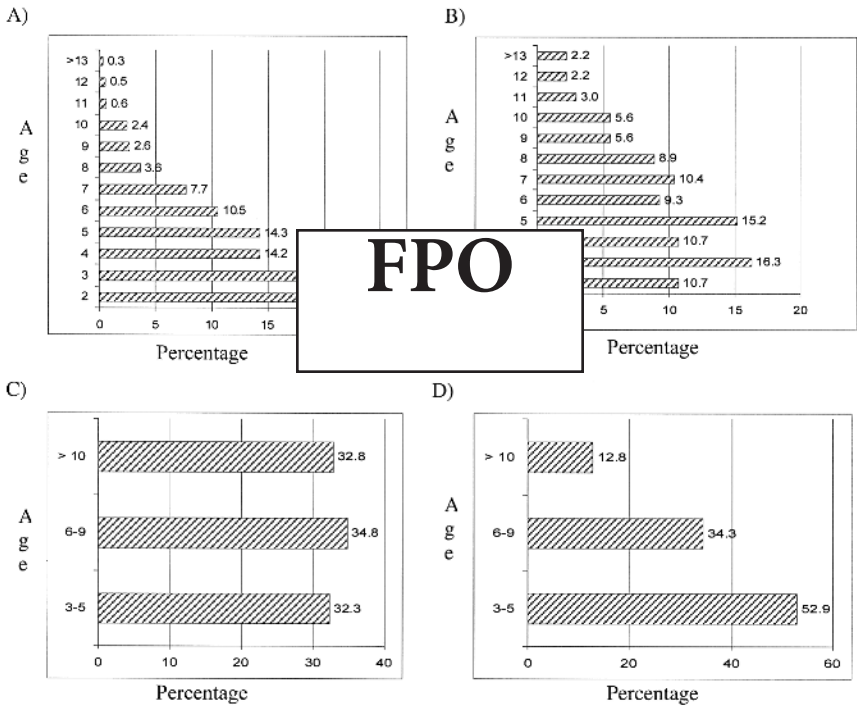 A)
>13 0.3
12 0.5
11 0.6
10 2.4
9 2.6
8 3.6
7 7.7
6 10.5
5 14.3
4 14.2
3
2
0 5 10 15
Age
Percentage
B)
>13 2.2
12 2.2
11 3.0
10 5.6
9 5.6
8 8.9
7 10.4
6 9.3
5 15.2
10.7
16.3
10.7
5 10 15 20
Age
Percentage
FPO
C)
> 10 32.8
6-9 34.8
3-5 32.3
0 10 20 30 40
Age
Percentage
D)
> 10 12.8
6-9 34.3
3-5 52.9
0 20 40 60
Age
Percentage